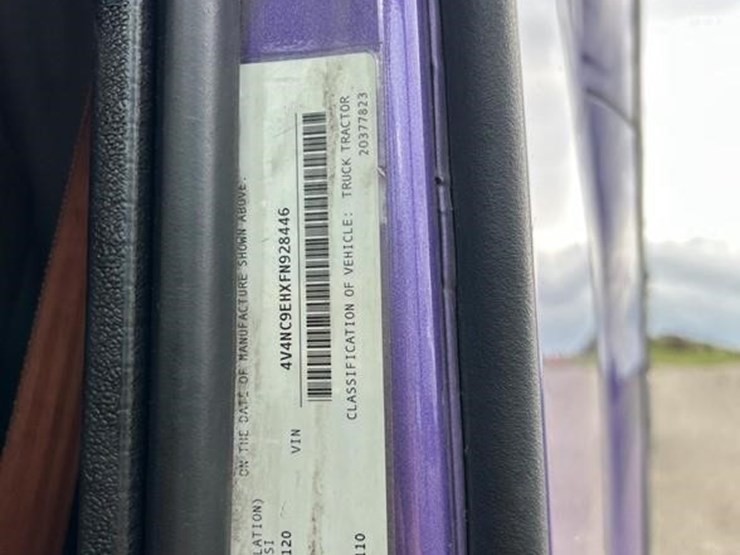 ON THE DATE OF MANUFACTURE SHOWN ABOVE.
LATION)
SI VIN 4V4NC9EHXFN928446
120
CLASSIFICATION OF VEHICLE: TRUCK TRACTOR
110 20377823